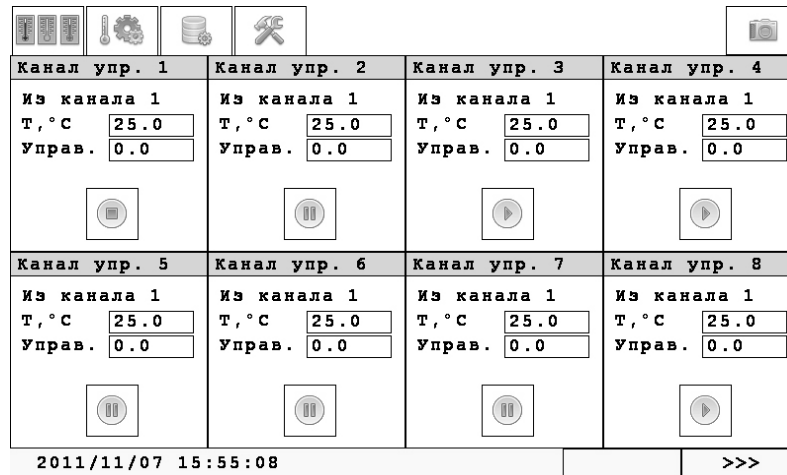 Канал упр. 1
Канал упр. 2
Канал упр. 3
Канал упр. 4
Из канала 1
Из канала 1
Из канала 1
Из канала 1
T,°C 25.0
T,°C 25.0
T,°C 25.0
T,°C 25.0
Управ. 0.0
Управ. 0.0
Управ. 0.0
Управ. 0.0
Канал упр. 5
Канал упр. 6
Канал упр. 7
Канал упр. 8
Из канала 1
Из канала 1
Из канала 1
Из канала 1
T,°C 25.0
T,°C 25.0
T,°C 25.0
T,°C 25.0
Управ. 0.0
Управ. 0.0
Управ. 0.0
Управ. 0.0
2011/11/07 15:55:08
>>>